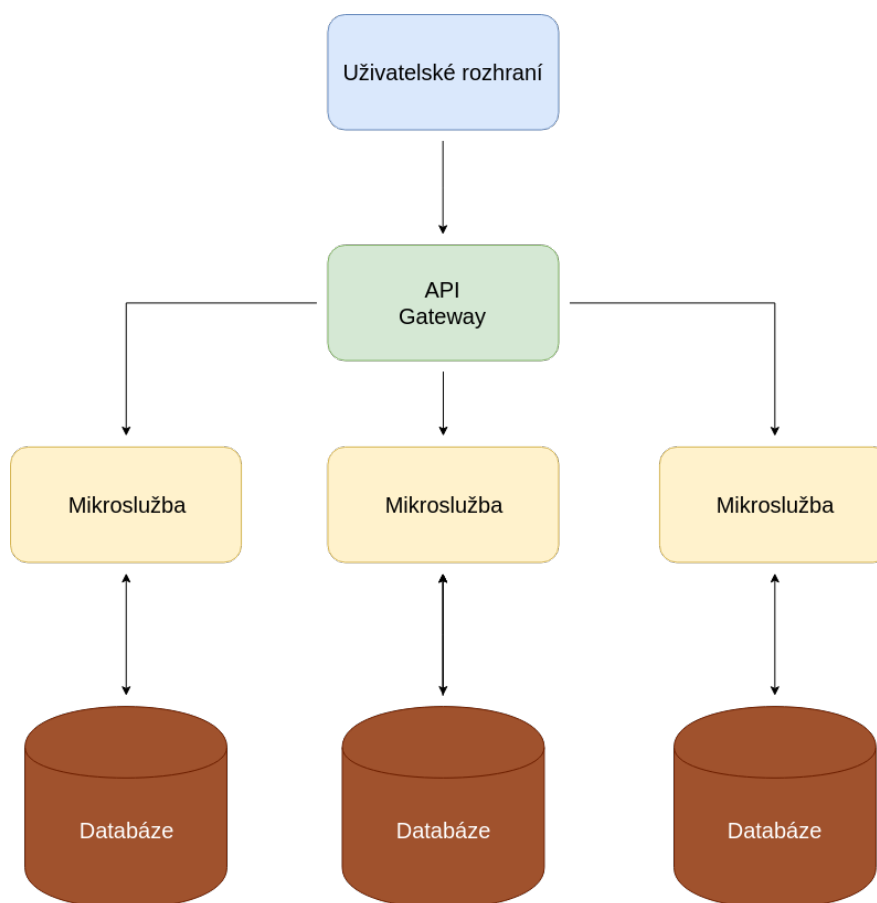 Uživatelské rozhraní
API
Gateway
Mikroslužba
Mikroslužba
Mikroslužba
Databáze
Databáze
Databáze